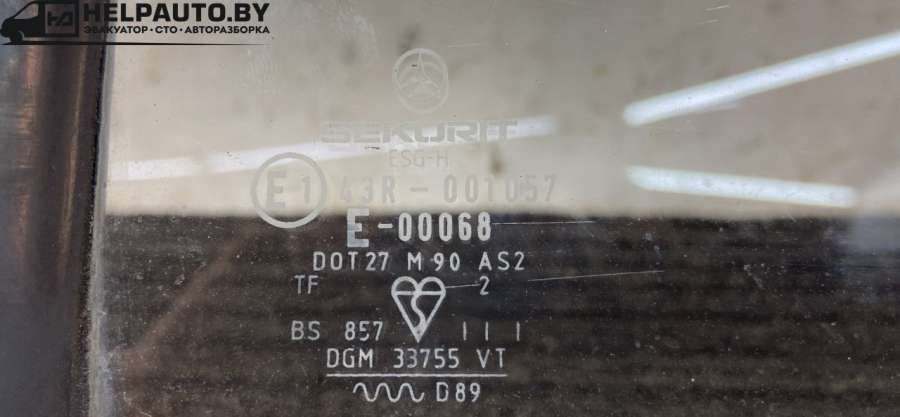 HELPAUTO.BY
ЭВАКУАТОР·СТО·АВТОРАЗБОРКА
SEKURIT
ESG-H
E1 43R-001057
E-00068
DOT27 M90 AS2
TF 2
BS 857 III
DGM 33755 VT
D89